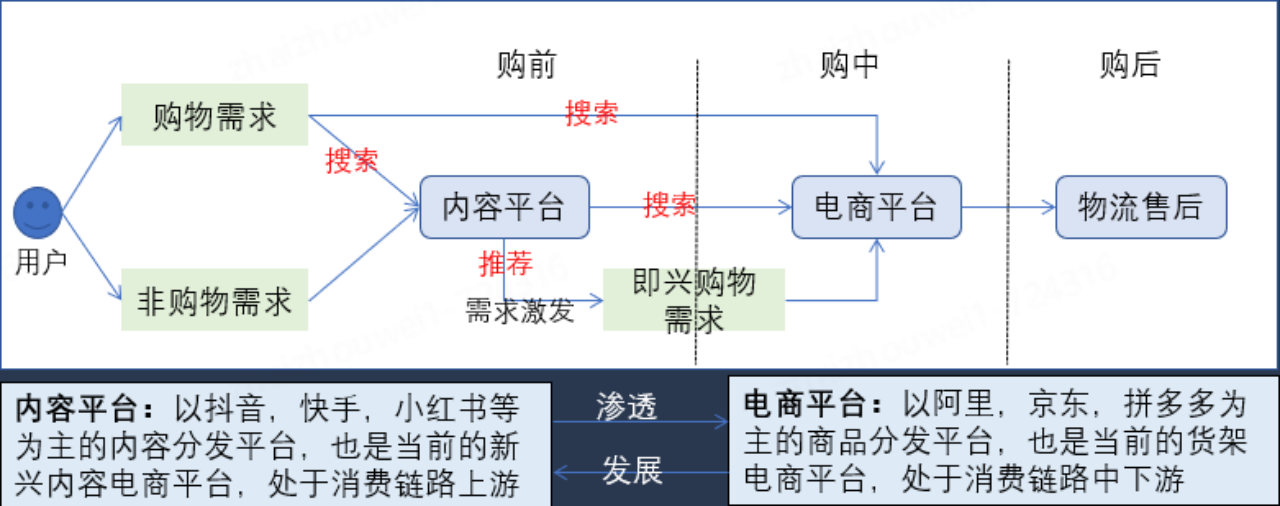 购前
购中
购后
购物需求
搜索
搜索
内容平台
搜索
电商平台
物流售后
用户
推荐
非购物需求
需求激发
即兴购物
需求
内容平台：以抖音，快手，小红书等
为主的内容分发平台，也是当前的新
兴内容电商平台，处于消费链路上游
渗透
发展
电商平台：以阿里，京东，拼多多为
主的商品分发平台，也是当前的货架
电商平台，处于消费链路中下游